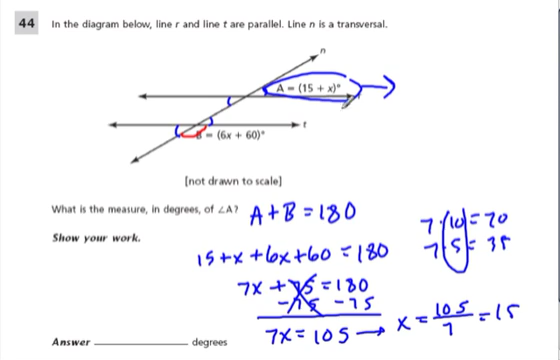 44 In the diagram below, line r and line t are parallel. Line n is a transversal.
n
A = (15 + x)°
t
= (6x + 60)°
[not drawn to scale]
What is the measure, in degrees, of ∠A? A + B = 180
7·(10) = 70
Show your work.
7·5 = 35
15 + x + 6x + 60 = 180
7x + 75 = 180
-75 -75
7x = 105 → x = 105/7 = 15
Answer ____________ degrees